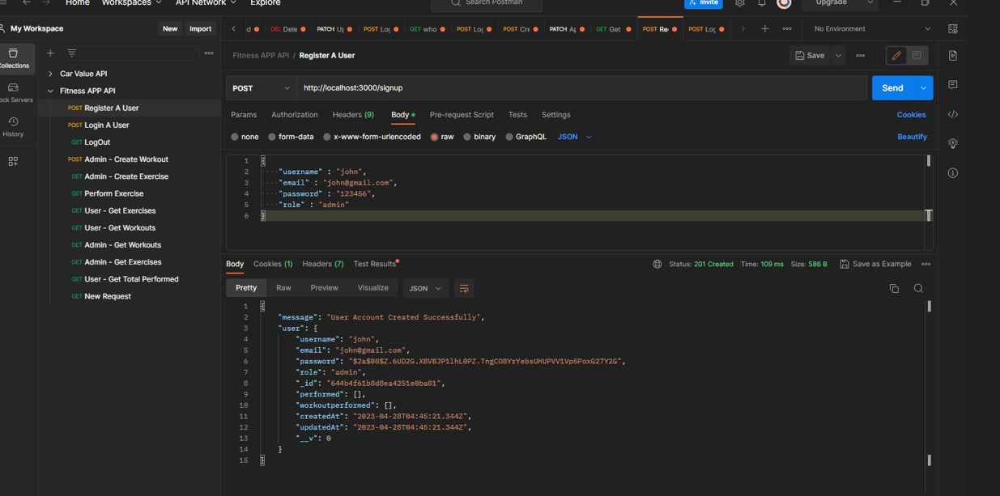 Home Workspaces API Network Explore Search Postman Invite Upgrade
My Workspace New Import
DEL Dele PATCH Up POST Log GET who POST Log POST Cre PATCH Ap GET Get POST Re POST Log No Environment
Collections
Mock Servers
History
Car Value API
Fitness APP API
POST Register A User
POST Login A User
GET LogOut
POST Admin - Create Workout
GET Admin - Create Exercise
GET Perform Exercise
GET User - Get Exercises
GET User - Get Workouts
GET Admin - Get Workouts
GET Admin - Get Exercises
GET User - Get Total Performed
GET New Request
Fitness APP API / Register A User Save
POST http://localhost:3000/signup Send
Params Authorization Headers (9) Body Pre-request Script Tests Settings Cookies
none form-data x-www-form-urlencoded raw binary GraphQL JSON Beautify
1 {
2 "username" : "john",
3 "email" : "john@gmail.com",
4 "password" : "123456",
5 "role" : "admin"
6 }
Body Cookies (1) Headers (7) Test Results Status: 201 Created Time: 109 ms Size: 586 B Save as Example
Pretty Raw Preview Visualize JSON
1 {
2 "message": "User Account Created Successfully",
3 "user": {
4 "username": "john",
5 "email": "john@gmail.com",
6 "password": "$2a$08$Z.6UD2G.XBVBJP1lhL0PZ.TngCO8YrYebsUHUPVV1Vp5PoxG27Y2G",
7 "role": "admin",
8 "_id": "644b4f61b8d8ea4251e0ba81",
9 "performed": [],
10 "workoutperformed": [],
11 "createdAt": "2023-04-28T04:45:21.344Z",
12 "updatedAt": "2023-04-28T04:45:21.344Z",
13 "__v": 0
14 }
15 }